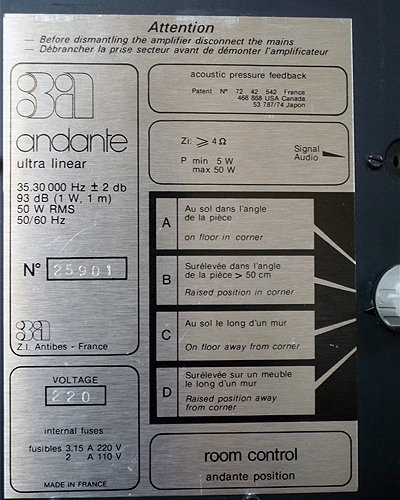 Attention
— Before dismantling the amplifier disconnect the mains
— Débrancher la prise secteur avant de démonter l'amplificateur
3a
andante
ultra linear
35.30 000 Hz ± 2 db
93 dB (1 W, 1 m)
50 W RMS
50/60 Hz
N° 25901
3a
Z.I. Antibes - France
VOLTAGE
220
internal fuses
fusibles 3,15 A 220 V
2 A 110 V
MADE IN FRANCE
acoustic pressure feedback
Patent N° 72 42 542 France
468 868 USA Canada
53 787/74 Japon
Zi: ⩾ 4 Ω
P min 5 W
max 50 W
Signal
Audio
A
Au sol dans l'angle
de la pièce
on floor in corner
B
Surélevée dans l'angle
de la pièce > 50 cm
Raised position in corner
C
Au sol le long d'un mur
On floor away from corner
D
Surélevée sur un meuble
le long d'un mur
Raised position away
from corner
room control
andante position